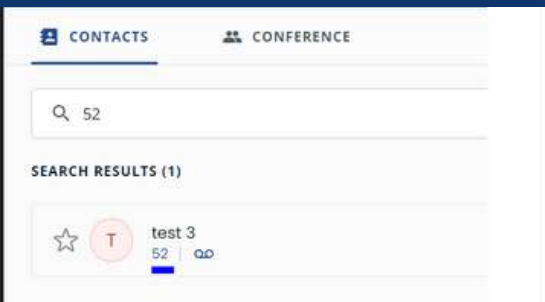 CONTACTS CONFERENCE
52
SEARCH RESULTS (1)
T test 3
52